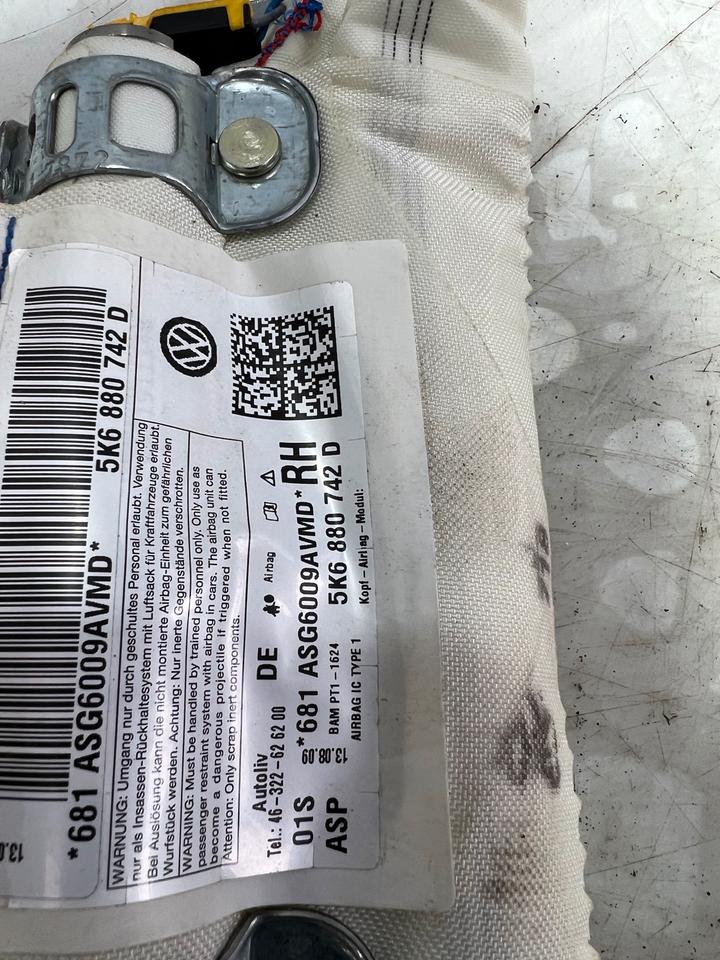 7872
5K6 880 742 D
*681 ASG6009AVMD*
WARNUNG: Umgang nur durch geschultes Personal erlaubt. Verwendung
nur als Insassen-Rückhaltesystem mit Luftsack für Kraftfahrzeuge erlaubt.
Bei Auslösung kann die nicht montierte Airbag-Einheit zum gefährlichen
Wurfstück werden. Achtung: Nur inerte Gegenstände verschrotten.
WARNING: Must be handled by trained personnel only. Only use as
passenger restraint system with airbag in cars. The airbag unit can
become a dangerous projectile if triggered when not fitted.
Attention: Only scrap inert components.
Autoliv
Tel.: 46-322-62 62 00
DE
Airbag
01S
*681 ASG6009AVMD*
RH
ASP
13.08.09
BAM PT1-1624
5K6 880 742 D
AIRBAG IC TYPE 1
Kopf-Airbag-Modul: